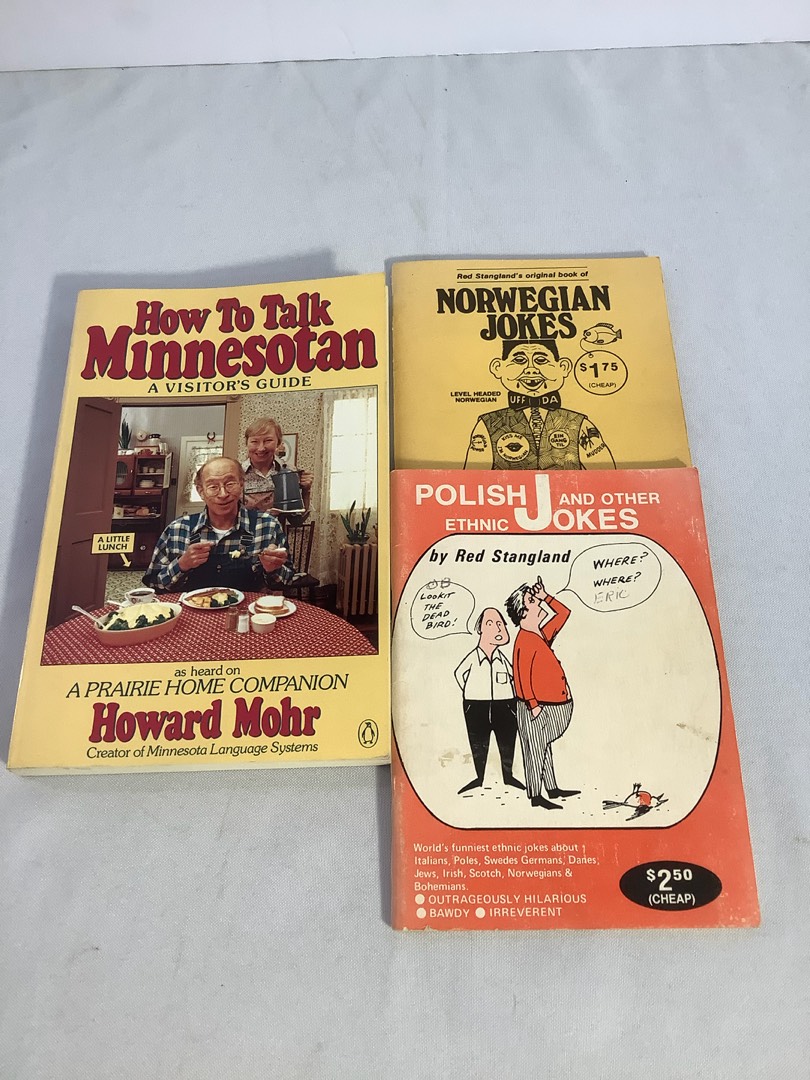 How To Talk
Minnesotan
A VISITOR'S GUIDE
A LITTLE
LUNCH
as heard on
A PRAIRIE HOME COMPANION
Howard Mohr
Creator of Minnesota Language Systems
Red Stangland's original book of
NORWEGIAN
JOKES
$1.75
(CHEAP)
LEVEL HEADED
NORWEGIAN
UFF DA
KISS ME
I'M NORWEGIAN
POLISH AND OTHER
ETHNIC JOKES
by Red Stangland
LOOKIT
THE
DEAD
BIRD!
WHERE?
WHERE?
ERIC
World's funniest ethnic jokes about
Italians, Poles, Swedes Germans, Danes,
Jews, Irish, Scotch, Norwegians &
Bohemians.
● OUTRAGEOUSLY HILARIOUS
● BAWDY ● IRREVERENT
$2.50
(CHEAP)